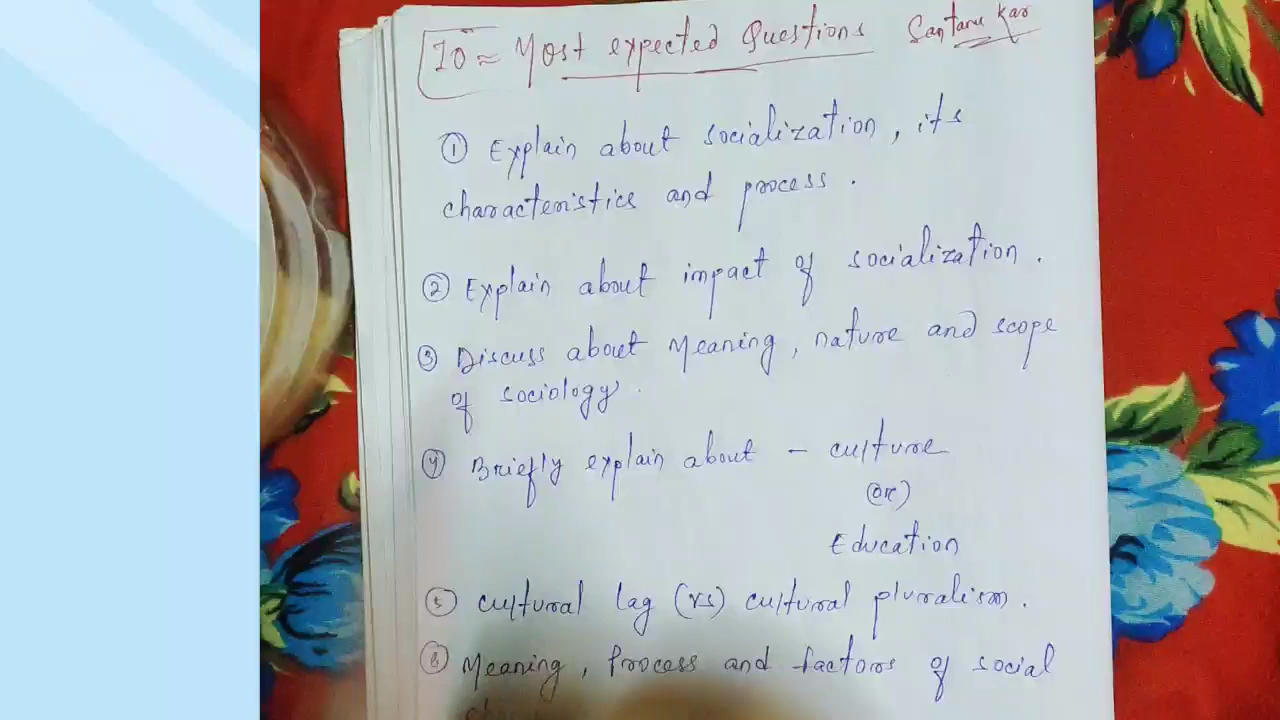 10 ~ Most expected Questions Santanu Kar
① Explain about socialization, its
characteristics and process.
② Explain about impact of socialization.
③ Discuss about Meaning, nature and scope
of sociology.
④ Briefly explain about - culture
(or)
Education
⑤ cultural lag (vs) cultural pluralism.
⑥ Meaning, Process and factors of social